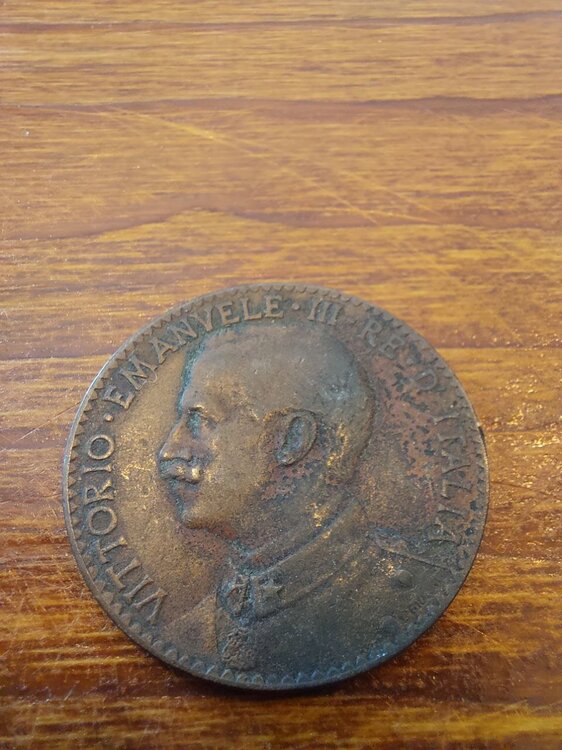 VITTORIO · EMANVELE · III · RE · D'ITALIA